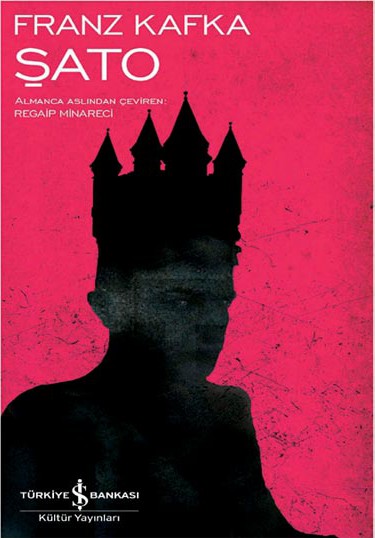 FRANZ KAFKA
ŞATO
ALMANCA ASLINDAN ÇEVİREN:
REGAİP MİNARECİ
TÜRKİYE İŞ BANKASI
Kültür Yayınları